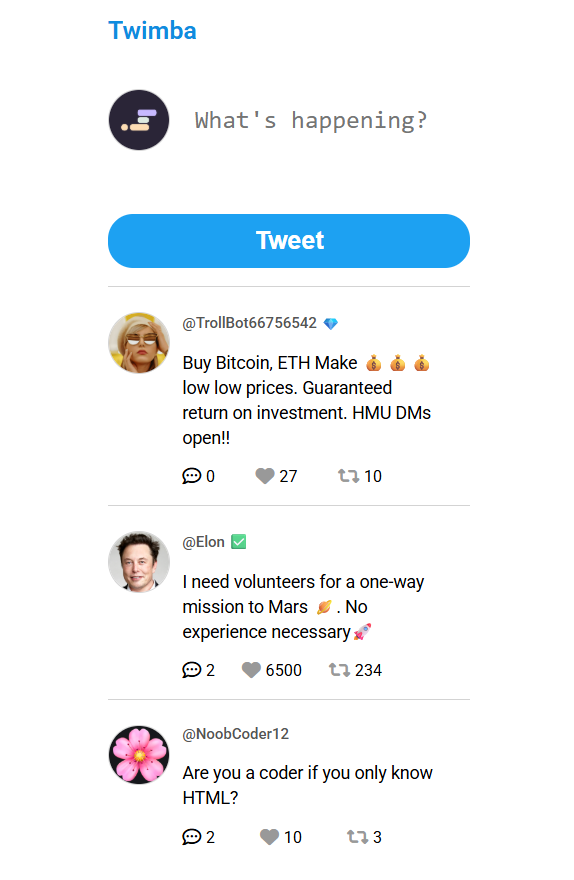 Twimba
What's happening?
Tweet
@TrollBot66756542 💎
Buy Bitcoin, ETH Make 💰 💰 💰
low low prices. Guaranteed
return on investment. HMU DMs
open!!
0 27 10
@Elon ✅
I need volunteers for a one-way
mission to Mars 🪐 . No
experience necessary🚀
2 6500 234
@NoobCoder12
Are you a coder if you only know
HTML?
2 10 3